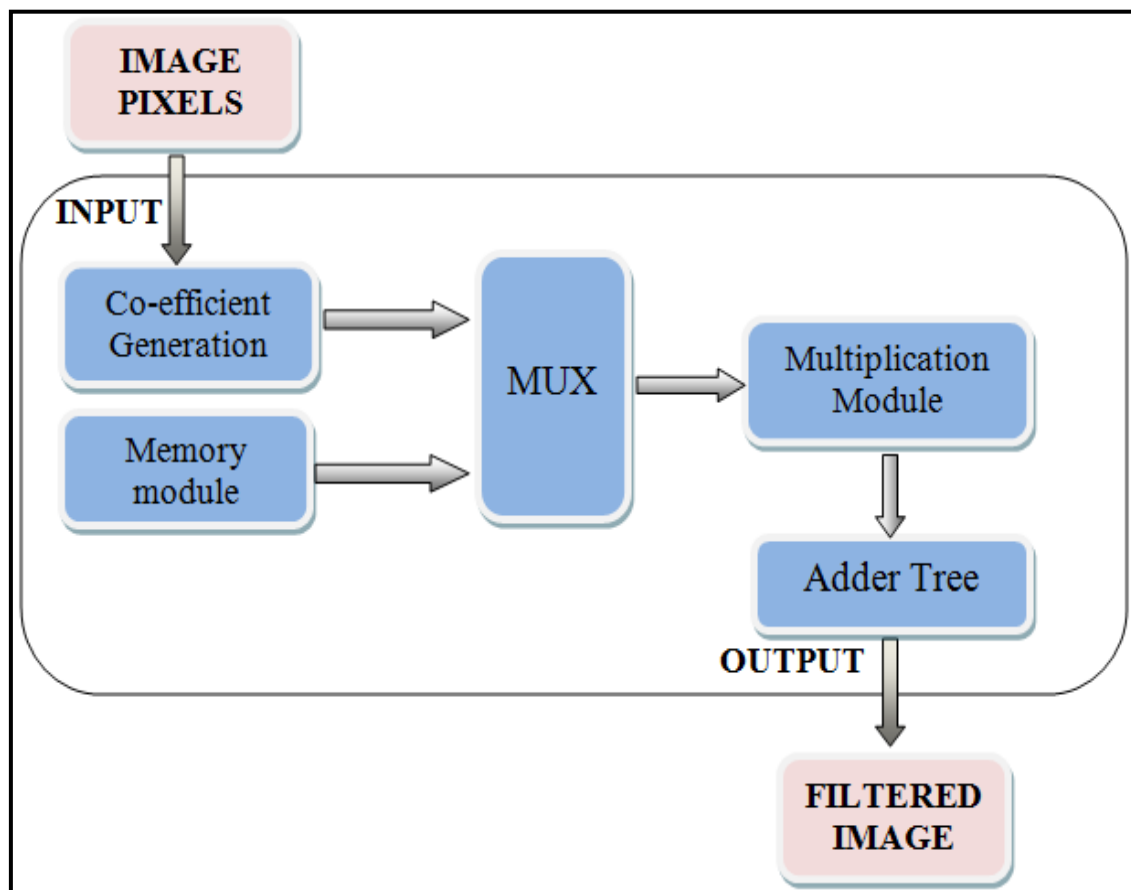 IMAGE
PIXELS
INPUT
Co-efficient
Generation
MUX
Multiplication
Module
Memory
module
Adder Tree
OUTPUT
FILTERED
IMAGE